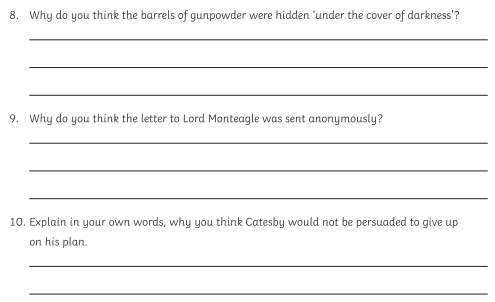 8. Why do you think the barrels of gunpowder were hidden ‘under the cover of darkness’?
9. Why do you think the letter to Lord Monteagle was sent anonymously?
10. Explain in your own words, why you think Catesby would not be persuaded to give up
on his plan.